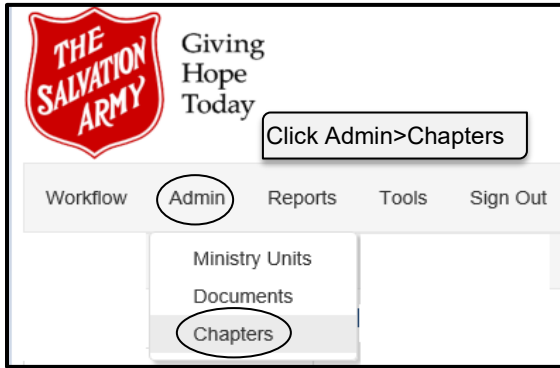 THE
SALVATION
ARMY
Giving
Hope
Today
Click Admin>Chapters
Workflow Admin Reports Tools Sign Out
Ministry Units
Documents
Chapters